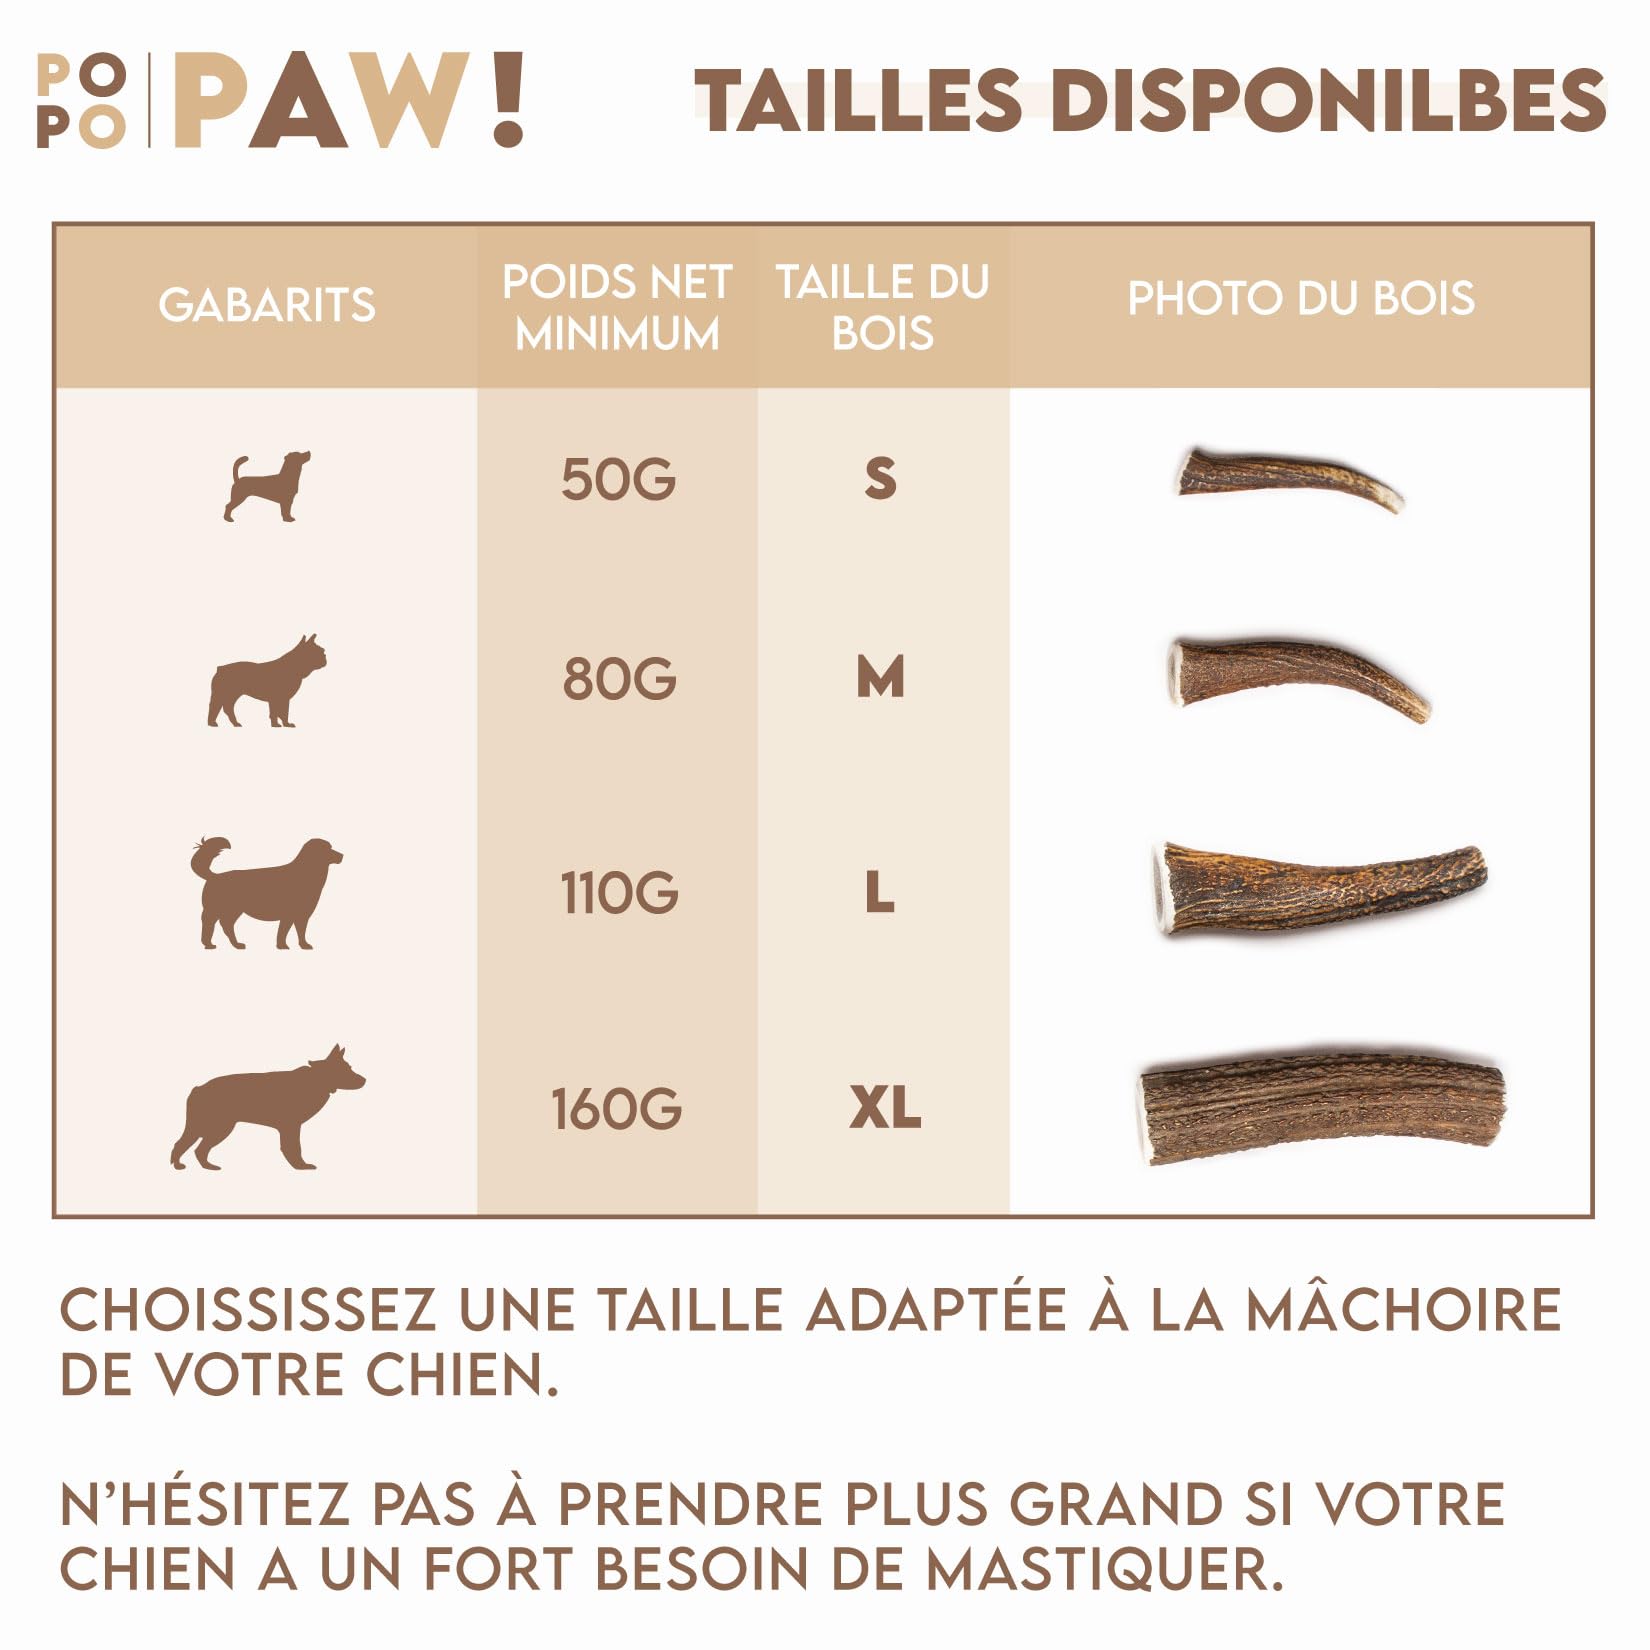 PO
PO
PAW!
TAILLES DISPONILBES
GABARITS
POIDS NET
MINIMUM
TAILLE DU
BOIS
PHOTO DU BOIS
50G
S
80G
M
110G
L
160G
XL
CHOISSISSEZ UNE TAILLE ADAPTÉE À LA MÂCHOIRE
DE VOTRE CHIEN.
N’HÉSITEZ PAS À PRENDRE PLUS GRAND SI VOTRE
CHIEN A UN FORT BESOIN DE MASTIQUER.